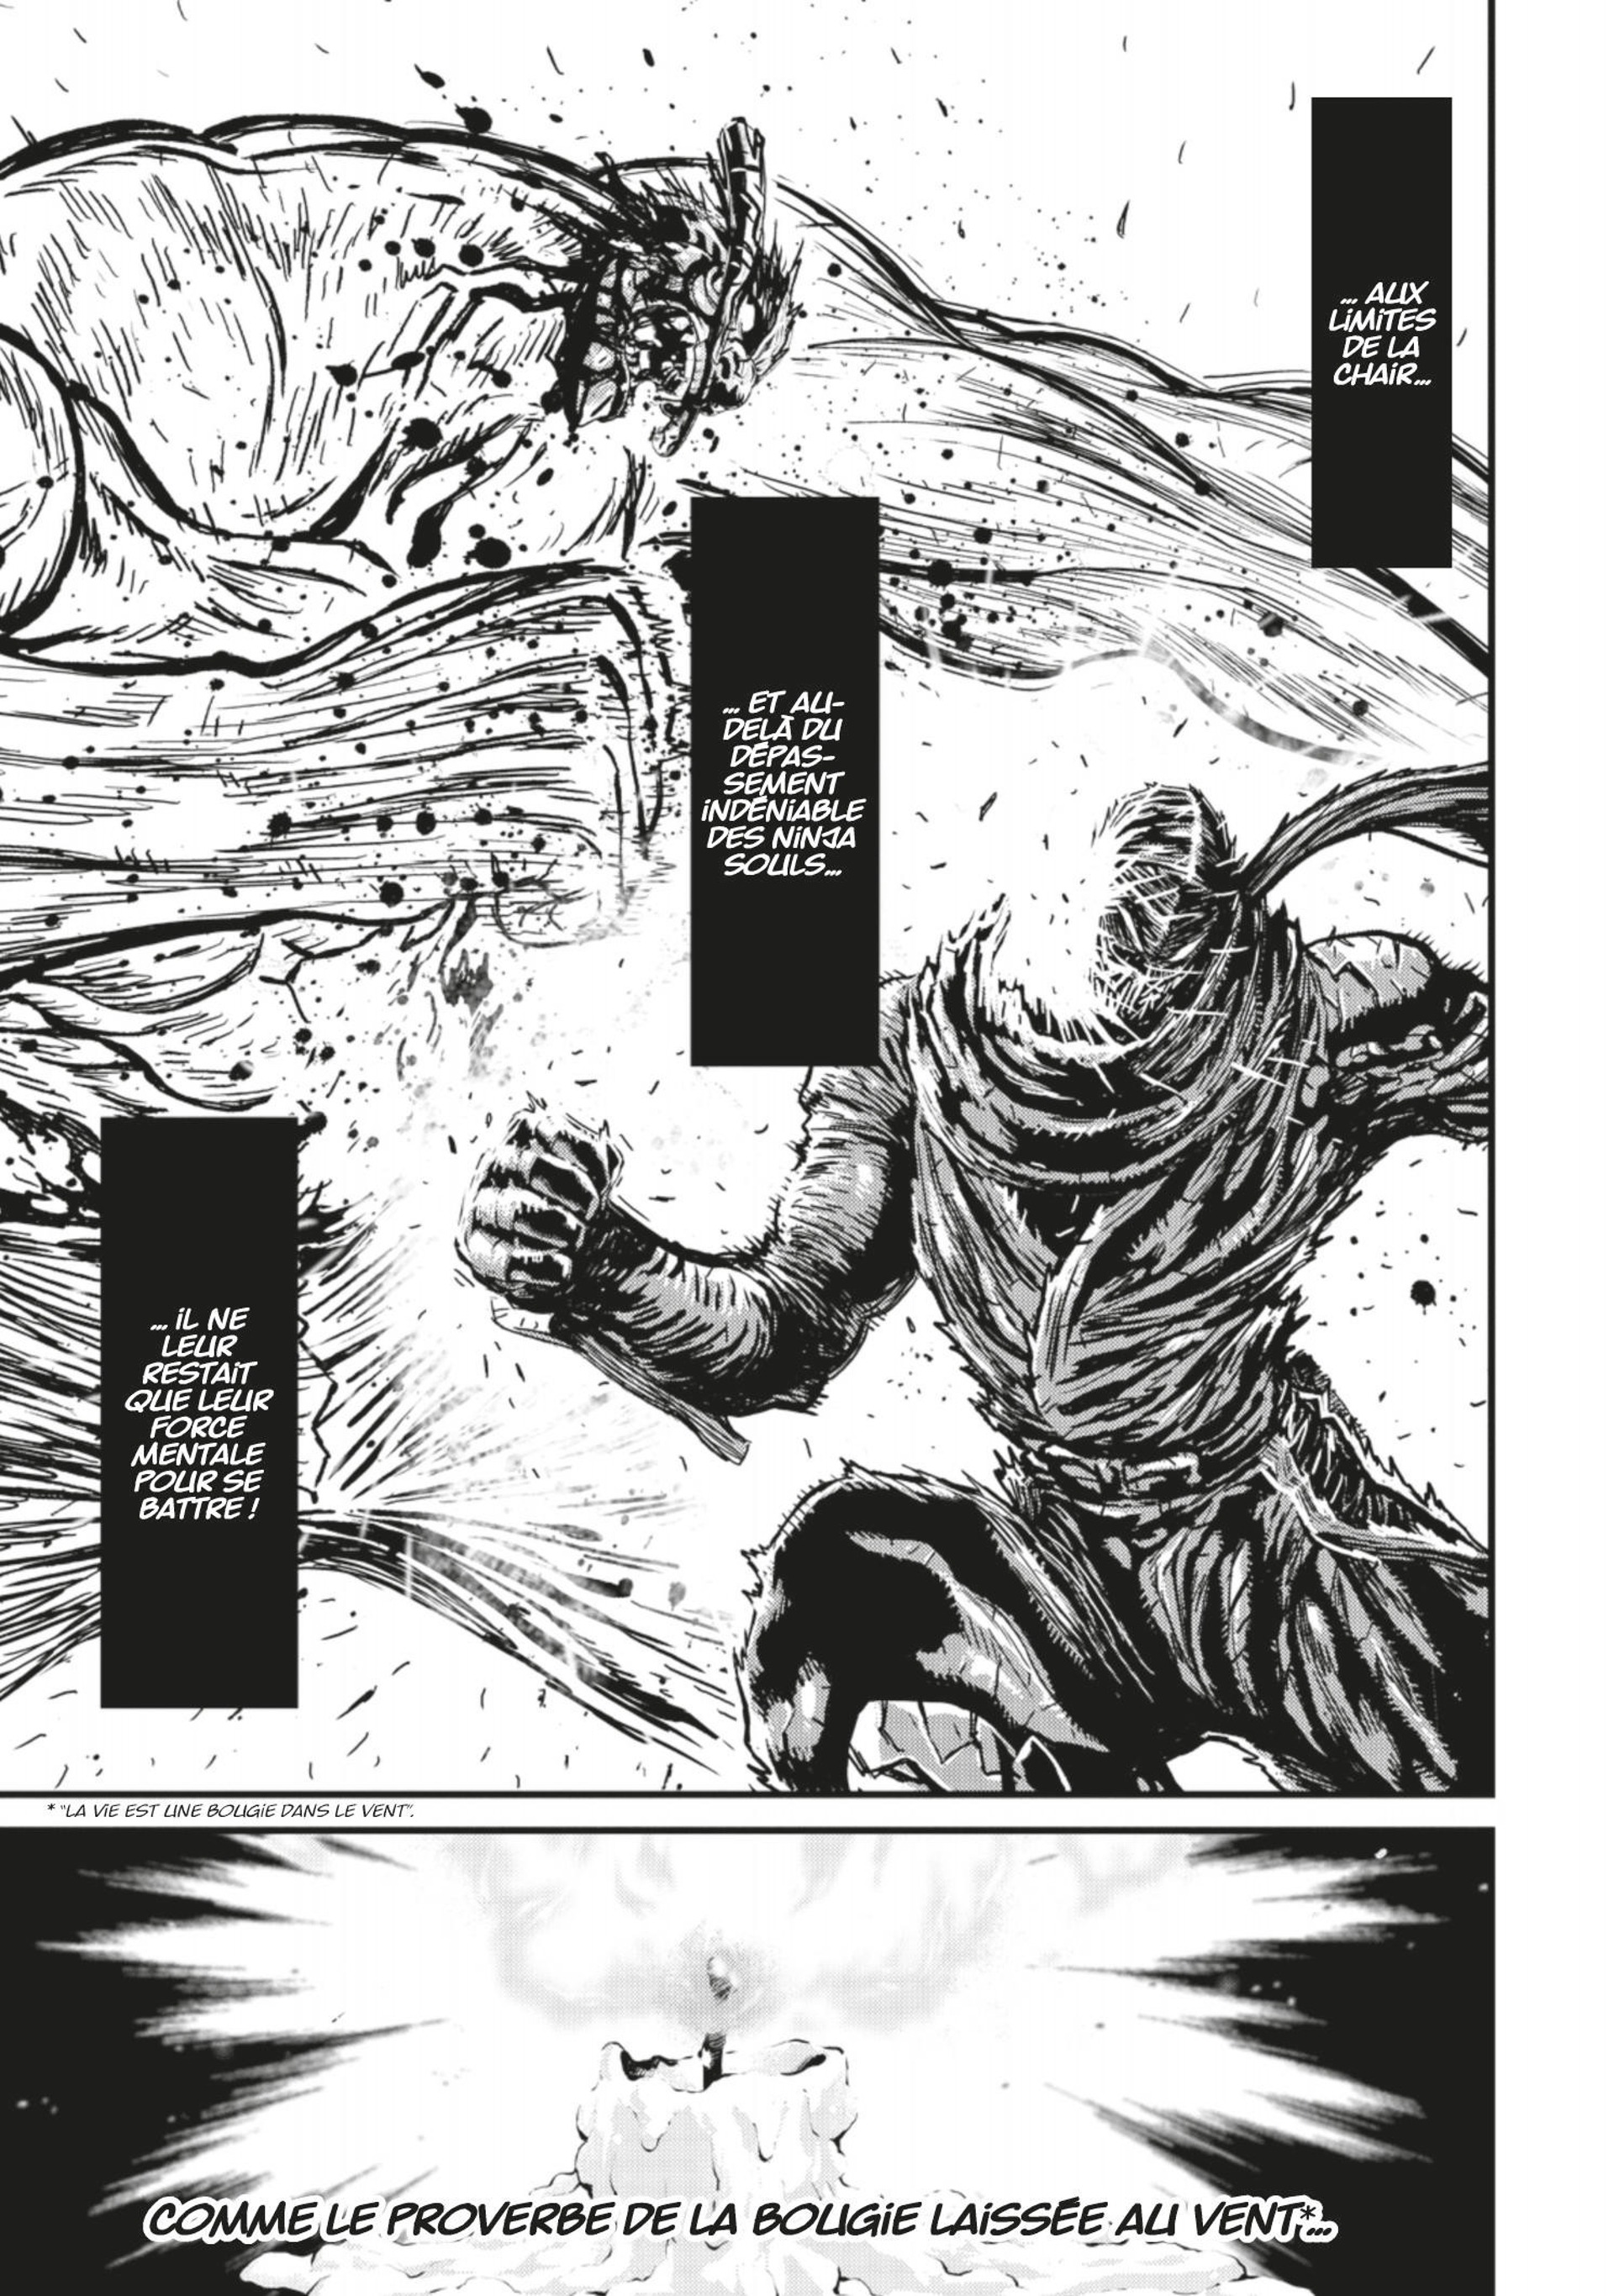 ... AUX
LIMITES
DE LA
CHAIR...
... ET AU-
DELÀ DU
DÉPAS-
SEMENT
INDÉNIABLE
DES NINJA
SOULS...
... IL NE
LEUR
RESTAIT
QUE LEUR
FORCE
MENTALE
POUR SE
BATTRE !
* "LA VIE EST UNE BOUGIE DANS LE VENT".
COMME LE PROVERBE DE LA BOUGIE LAISSÉE AU VENT*...